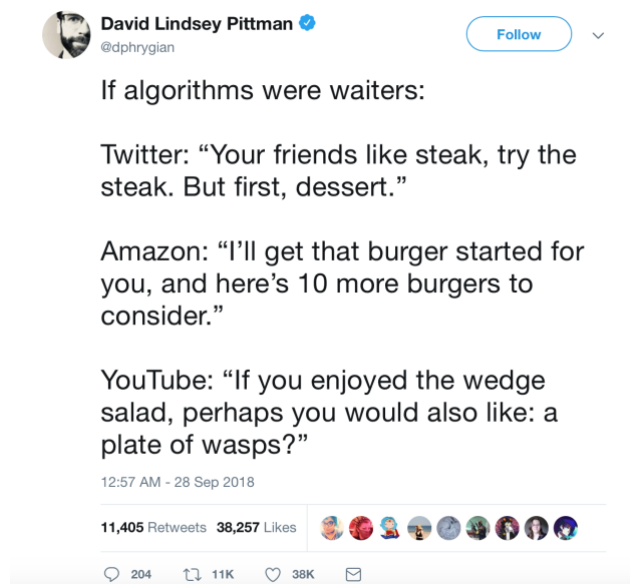 David Lindsey Pittman
@dphrygian
Follow
If algorithms were waiters:
Twitter: “Your friends like steak, try the
steak. But first, dessert.”
Amazon: “I’ll get that burger started for
you, and here’s 10 more burgers to
consider.”
YouTube: “If you enjoyed the wedge
salad, perhaps you would also like: a
plate of wasps?”
12:57 AM - 28 Sep 2018
11,405 Retweets 38,257 Likes
204 11K 38K